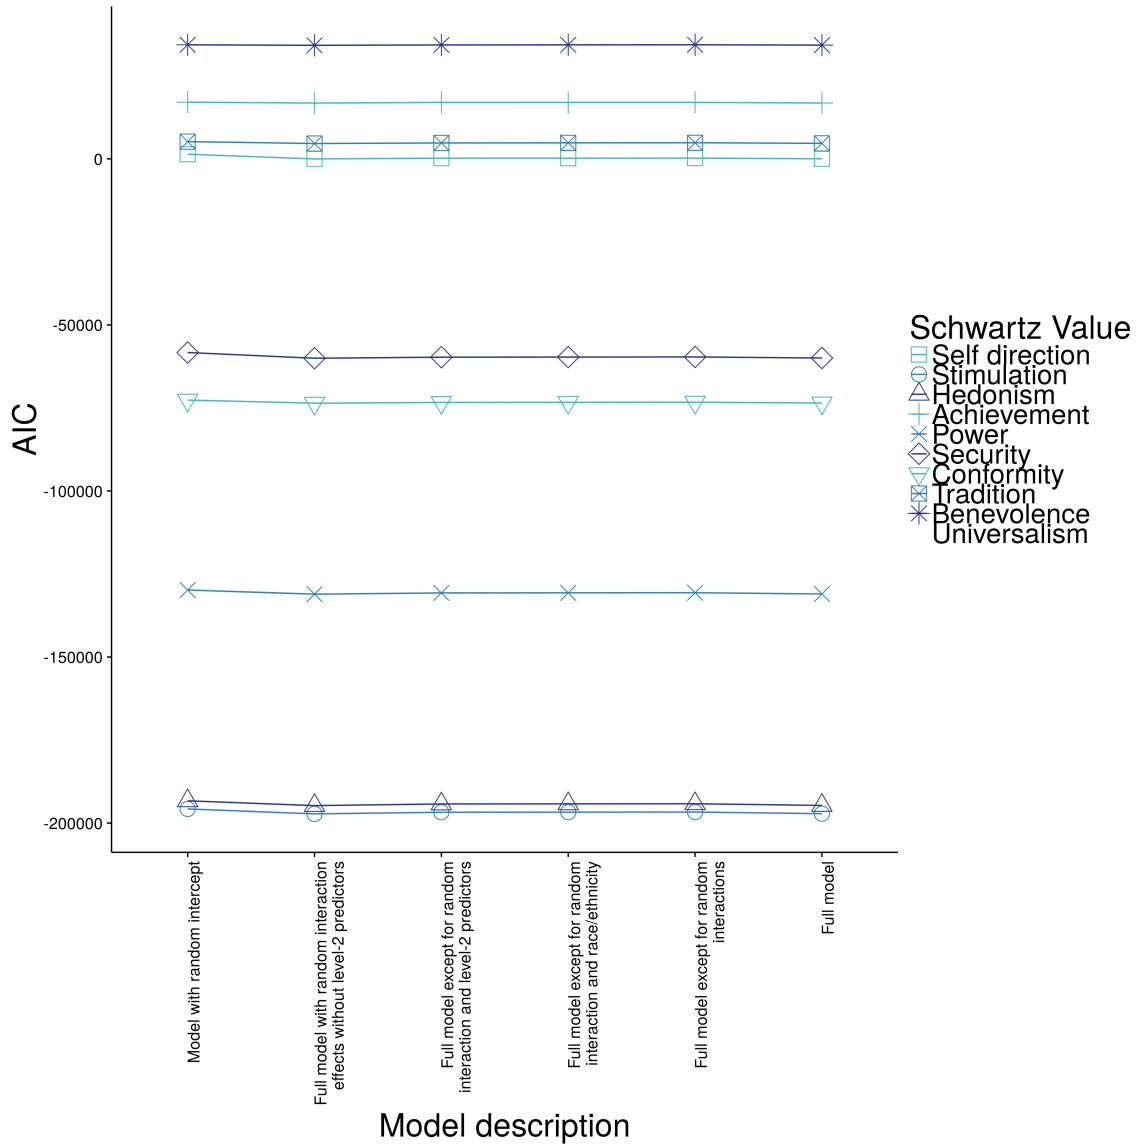 0
-50000
-100000
-150000
-200000
AIC
Model with random intercept
Full model with random interaction
effects without level-2 predictors
Full model except for random
interaction and level-2 predictors
Full model except for random
interaction and race/ethnicity
Full model except for random
interactions
Full model
Model description
Schwartz Value
Self direction
Stimulation
Hedonism
Achievement
Power
Security
Conformity
Tradition
Benevolence
Universalism